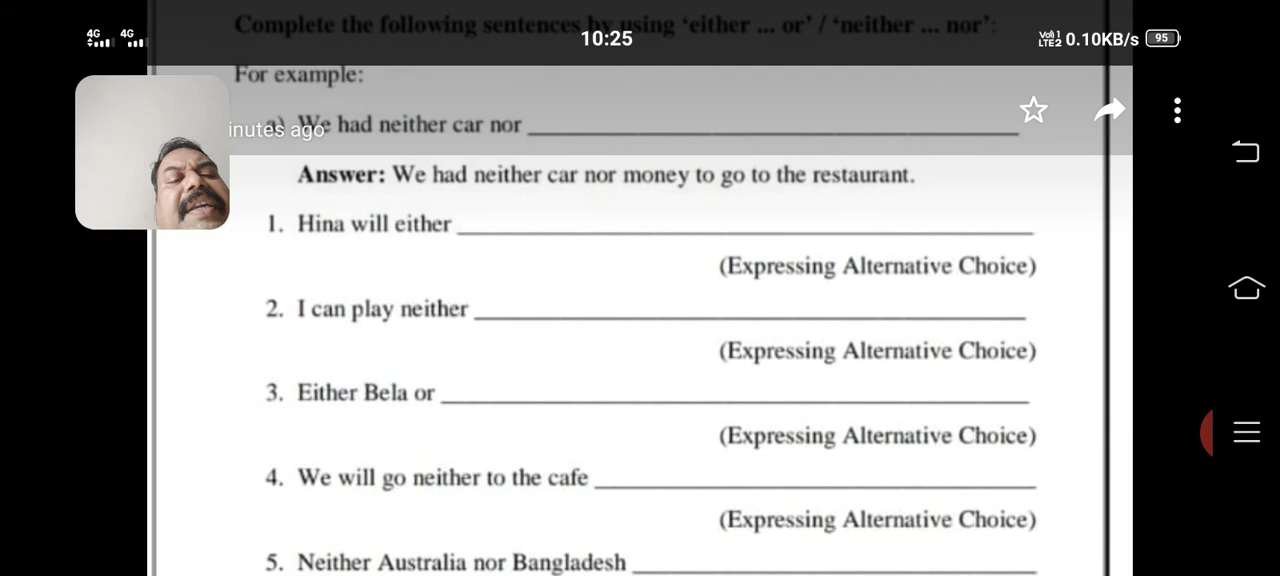 Complete the following sentences by using ‘either ... or’ / ‘neither ... nor’:
4G 4G 10:25 Vo)) 1 LTE2 0.10KB/s 95
For example:
a) We had neither car nor
inutes ago
Answer: We had neither car nor money to go to the restaurant.
1. Hina will either
(Expressing Alternative Choice)
2. I can play neither
(Expressing Alternative Choice)
3. Either Bela or
(Expressing Alternative Choice)
4. We will go neither to the cafe
(Expressing Alternative Choice)
5. Neither Australia nor Bangladesh